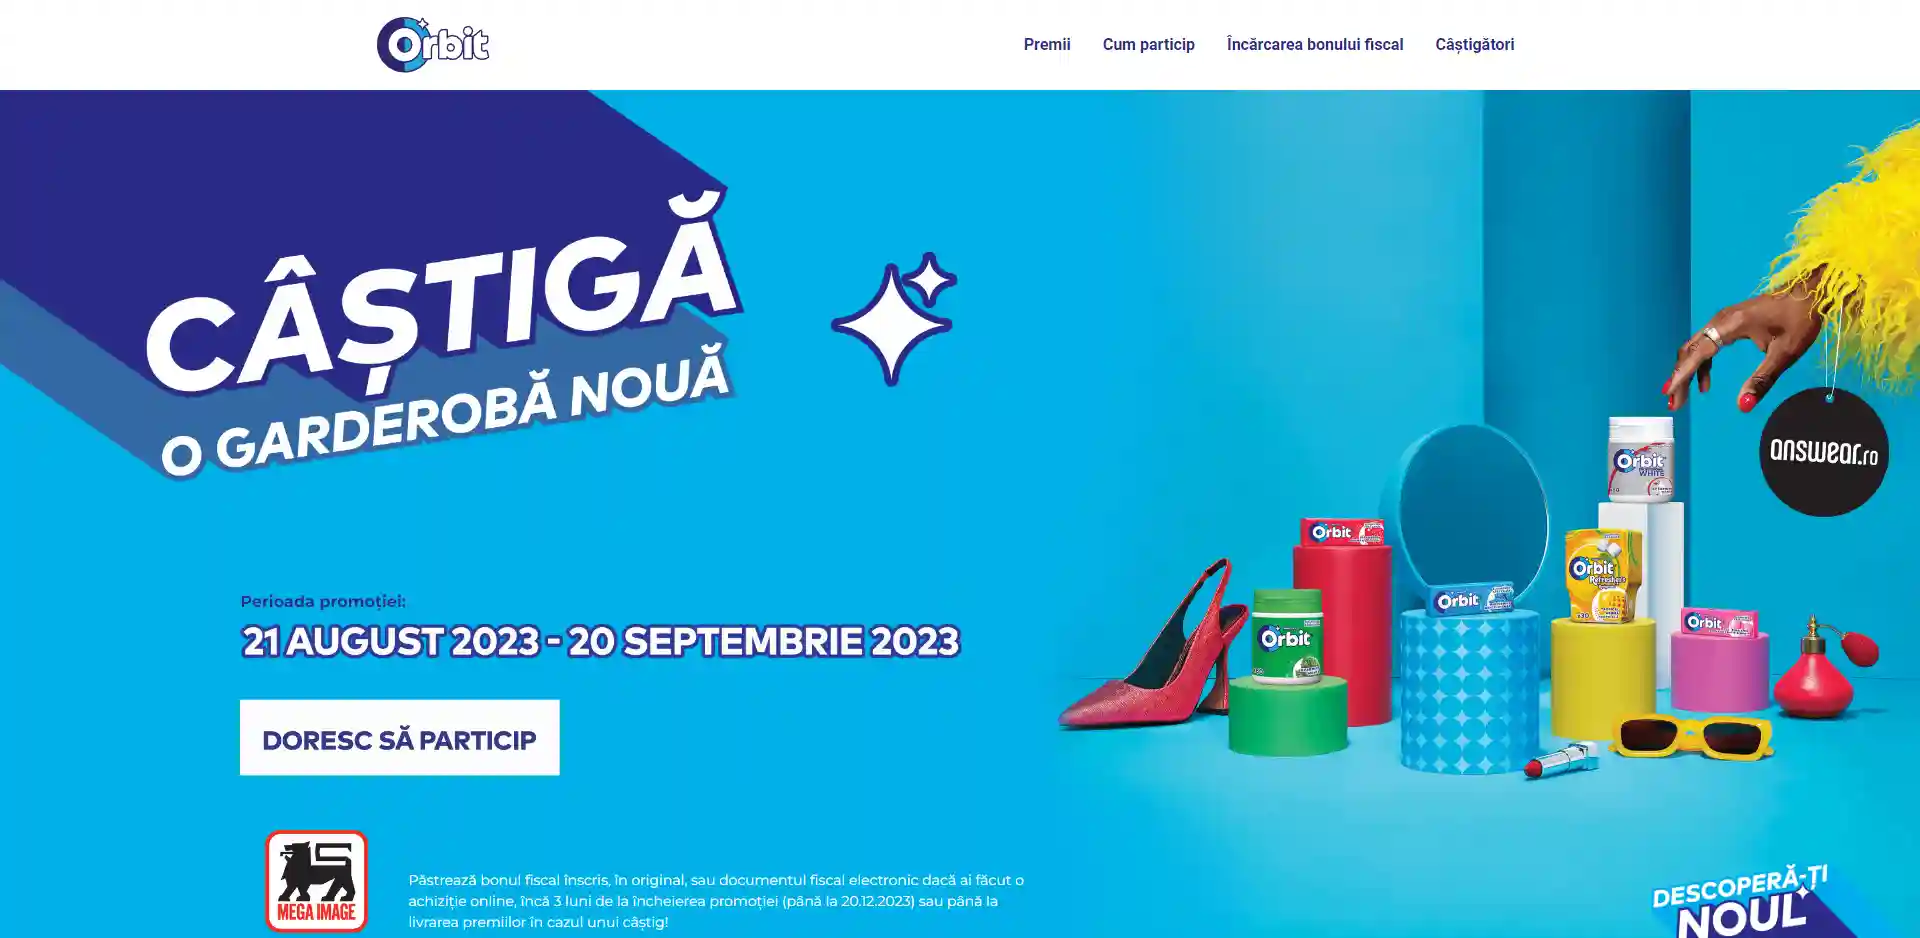 Orbit
Premii Cum particip Încărcarea bonului fiscal Câștigători
CÂȘTIGĂ
O GARDEROBĂ NOUĂ
answear.ro
Orbit
WHITE
Orbit
Orbit
Refreshers
Orbit
Orbit
Orbit
Perioada promoției:
21 AUGUST 2023 - 20 SEPTEMBRIE 2023
DORESC SĂ PARTICIP
MEGA IMAGE
Păstrează bonul fiscal înscris, în original, sau documentul fiscal electronic dacă ai făcut o
achiziție online, încă 3 luni de la încheierea promoției (până la 20.12.2023) sau până la
livrarea premiilor în cazul unui câștig!
DESCOPERĂ-ȚI
NOUL